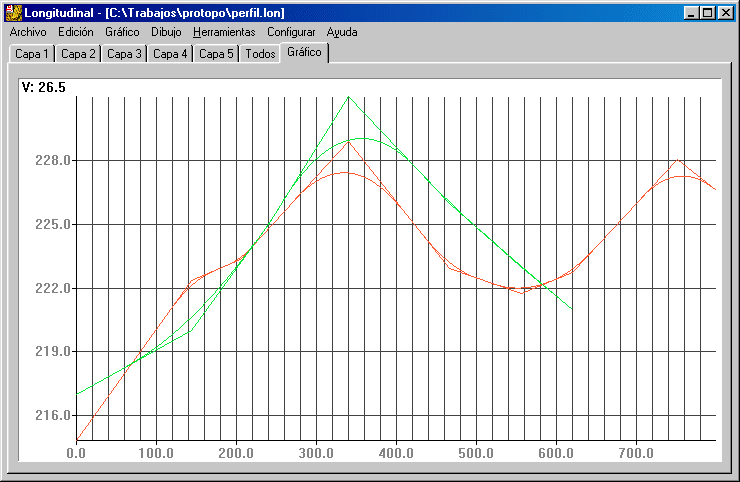 Longitudinal - [C:\Trabajos\protopo\perfil.lon]
Archivo Edición Gráfico Dibujo Herramientas Configurar Ayuda
Capa 1 Capa 2 Capa 3 Capa 4 Capa 5 Todos Gráfico
V: 26.5
228.0
225.0
222.0
219.0
216.0
0.0 100.0 200.0 300.0 400.0 500.0 600.0 700.0